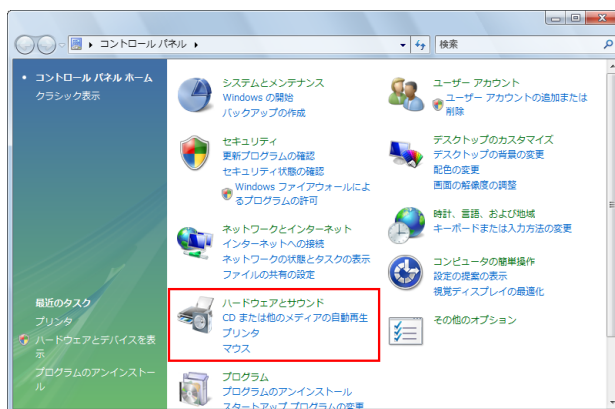 コントロール パネル
検索
コントロール パネル ホーム
クラシック表示
最近のタスク
プリンタ
ハードウェアとデバイスを表
示
プログラムのアンインストー
ル
システムとメンテナンス
Windows の開始
バックアップの作成
セキュリティ
更新プログラムの確認
セキュリティ状態の確認
Windows ファイアウォールによ
るプログラムの許可
ネットワークとインターネット
インターネットへの接続
ネットワークの状態とタスクの表示
ファイルの共有の設定
ハードウェアとサウンド
CD または他のメディアの自動再生
プリンタ
マウス
プログラム
プログラムのアンインストール
スタートアップ プログラムの変更
ユーザー アカウント
ユーザー アカウントの追加または
削除
デスクトップのカスタマイズ
デスクトップの背景の変更
配色の変更
画面の解像度の調整
時計、言語、および地域
キーボードまたは入力方法の変更
コンピュータの簡単操作
設定の提案の表示
視覚ディスプレイの最適化
その他のオプション